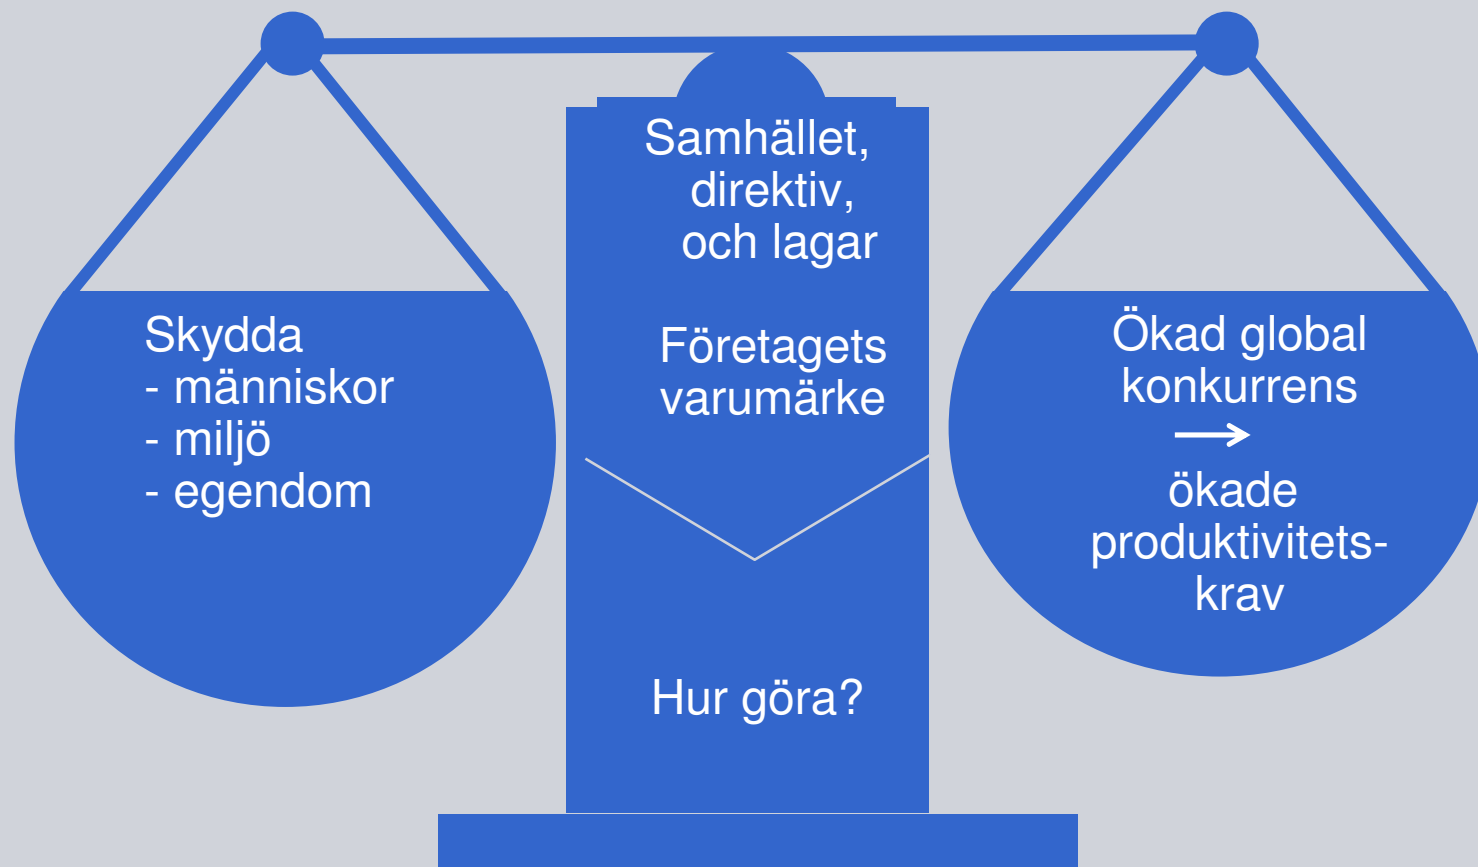 Skydda
- människor
- miljö
- egendom
Samhället,
direktiv,
och lagar
Företagets
varumärke
Hur göra?
Ökad global
konkurrens
→
ökade
produktivitets-
krav